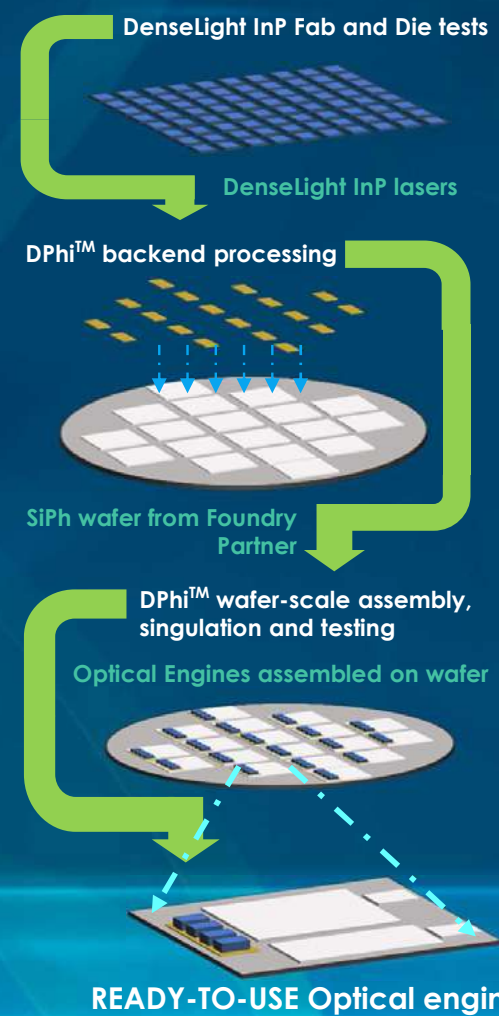 DenseLight InP Fab and Die tests
DenseLight InP lasers
DPhi™ backend processing
SiPh wafer from Foundry
Partner
DPhi™ wafer-scale assembly,
singulation and testing
Optical Engines assembled on wafer
READY-TO-USE Optical engin